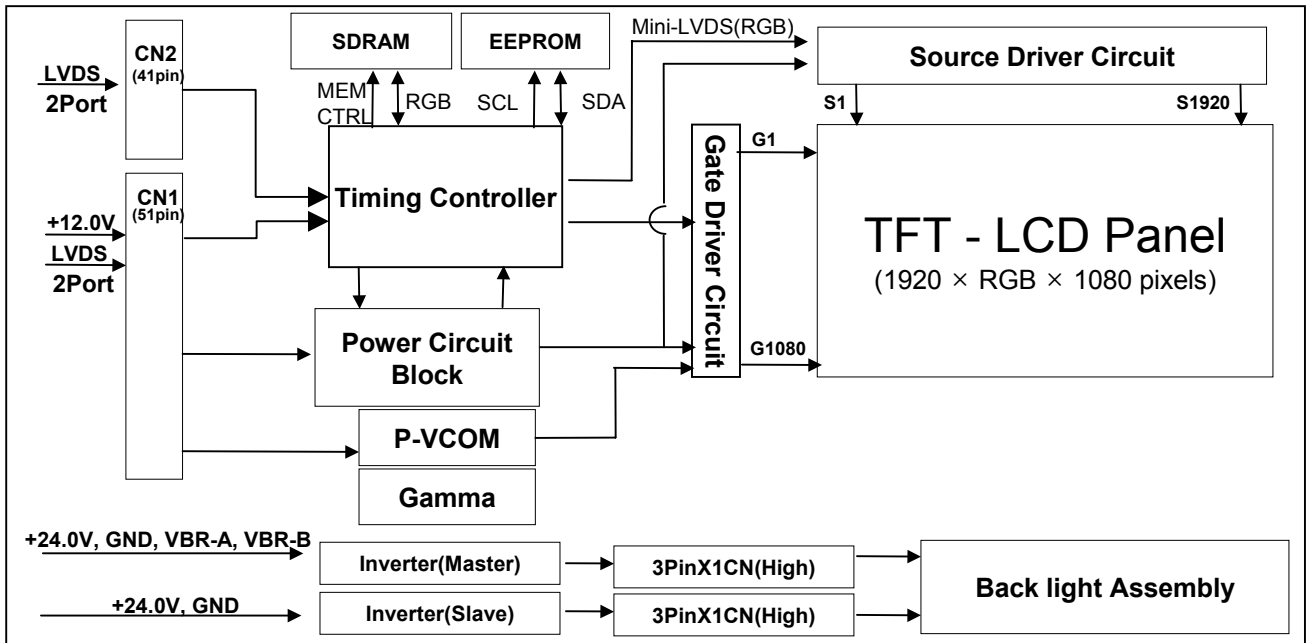 CN2
(41pin)
LVDS
2Port
SDRAM
EEPROM
MEM
CTRL
RGB
SCL
SDA
Mini-LVDS(RGB)
Source Driver Circuit
S1
S1920
CN1
(51pin)
+12.0V
LVDS
2Port
Timing Controller
Gate Driver Circuit
G1
G1080
TFT - LCD Panel
(1920 × RGB × 1080 pixels)
Power Circuit
Block
P-VCOM
Gamma
+24.0V, GND, VBR-A, VBR-B
Inverter(Master)
3PinX1CN(High)
Back light Assembly
+24.0V, GND
Inverter(Slave)
3PinX1CN(High)